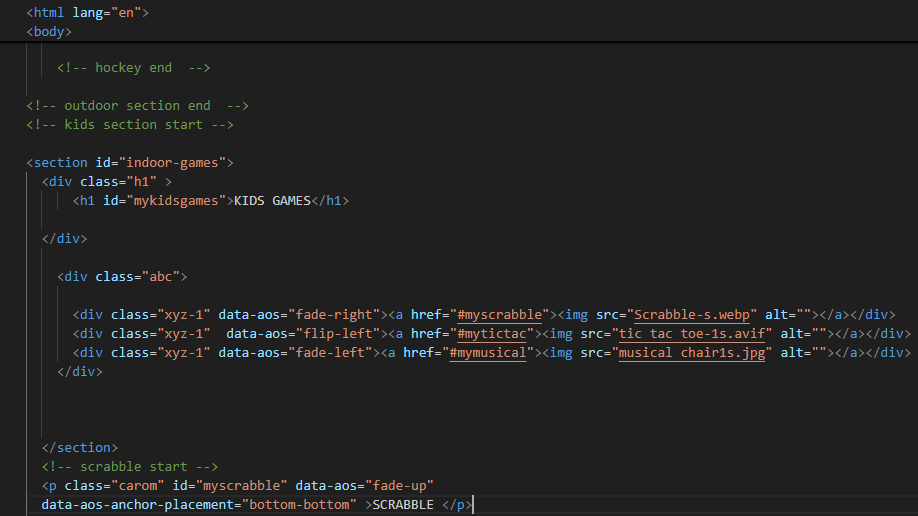 <html lang="en">
<body>
<!-- hockey end  -->
<!-- outdoor section end  -->
<!-- kids section start -->
<section id="indoor-games">
<div class="h1" >
<h1 id="mykidsgames">KIDS GAMES</h1>
</div>
<div class="abc">
<div class="xyz-1" data-aos="fade-right"><a href="#myscrabble"><img src="Scrabble-s.webp" alt=""></a></div>
<div class="xyz-1"  data-aos="flip-left"><a href="#mytictac"><img src="tic tac toe-1s.avif" alt=""></a></div>
<div class="xyz-1" data-aos="fade-left"><a href="#mymusical"><img src="musical chair1s.jpg" alt=""></a></div>
</div>
</section>
<!-- scrabble start -->
<p class="carom" id="myscrabble" data-aos="fade-up"
data-aos-anchor-placement="bottom-bottom" >SCRABBLE </p>